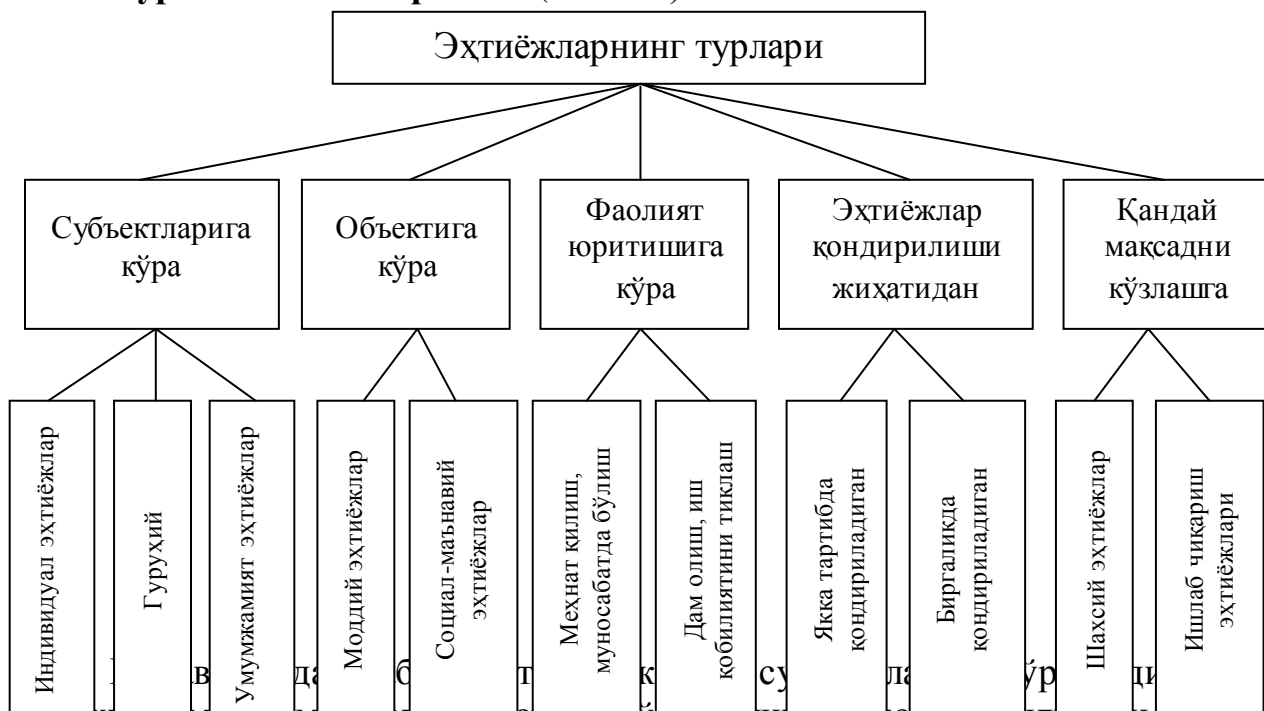 Эҳтиёжларнинг турлари
Субъектларига
кўра
Объектига
кўра
Фаолият
юритишига
кўра
Эҳтиёжлар
қондирилиши
жиҳатидан
Қандай
мақсадни
кўзлашга
Индивидуал эҳтиёжлар
Гуруҳий
Умумжамият эҳтиёжлар
Моддий эҳтиёжлар
Социал-маънавий
эҳтиёжлар
Меҳнат қилиш,
муносабатда бўлиш
Дам олиш, иш
қобилиятини тиклаш
Якка тартибда
қондириладиган
Биргаликда
қондириладиган
Шахсий эҳтиёжлар
Ишлаб чиқариш
эҳтиёжлари